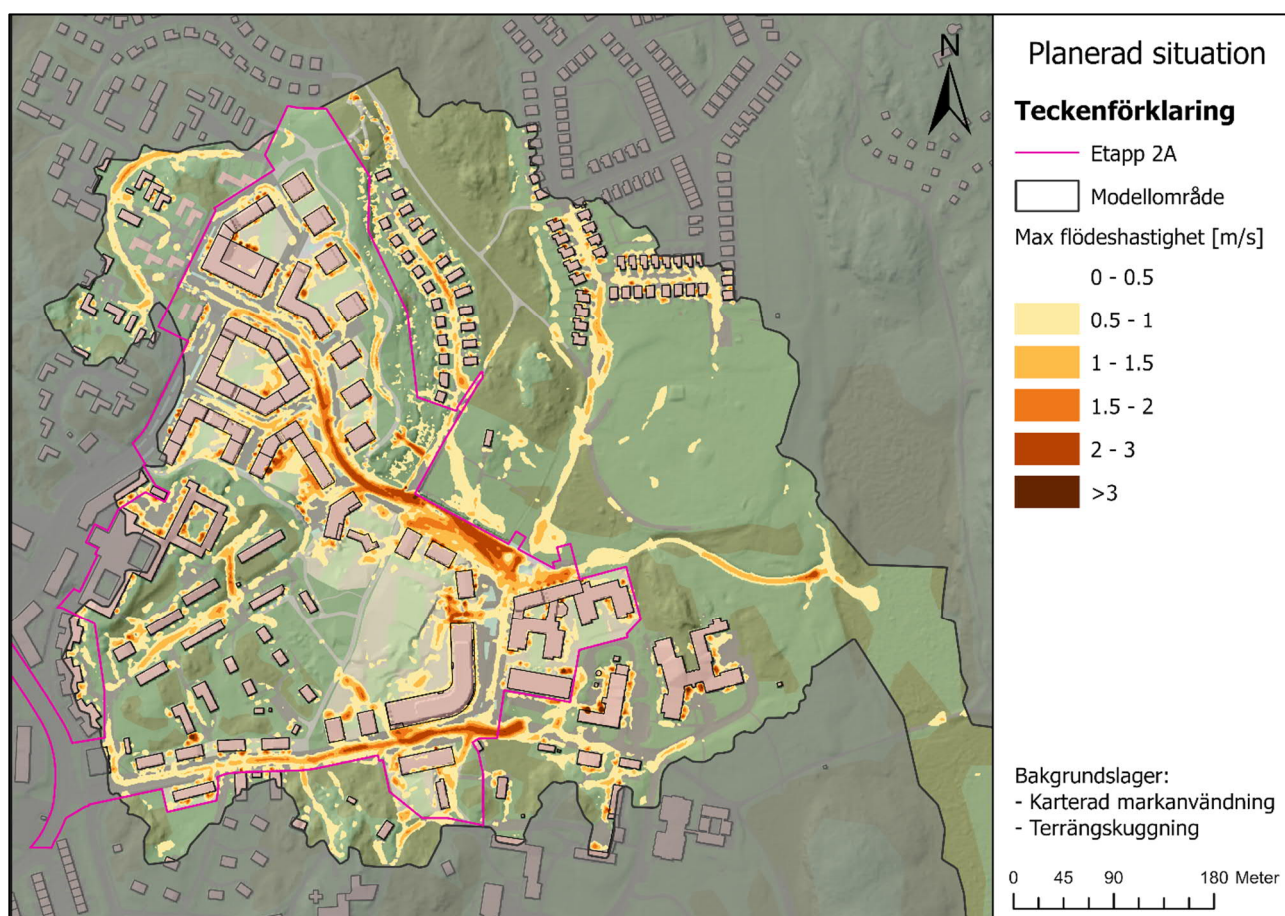 N
Planerad situation
Teckenförklaring
Etapp 2A
Modellområde
Max flödeshastighet [m/s]
0 - 0.5
0.5 - 1
1 - 1.5
1.5 - 2
2 - 3
>3
Bakgrundslager:
- Karterad markanvändning
- Terrängskuggning
0 45 90 180 Meter